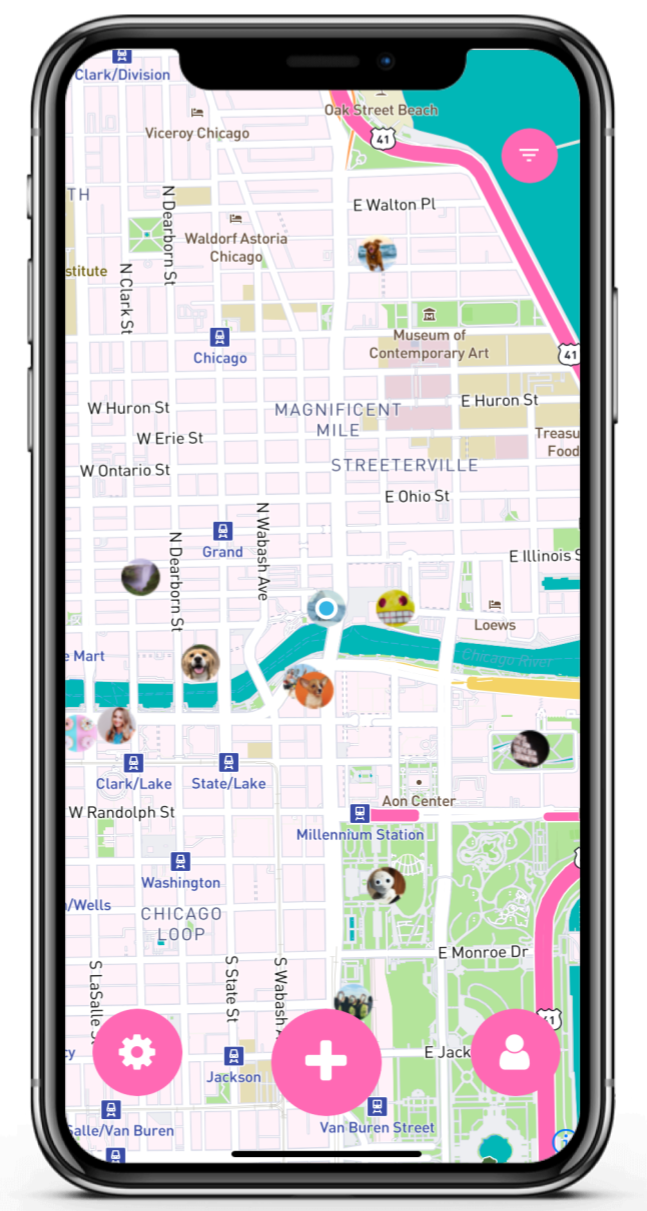 Clark/Division
Oak Street Beach
41
Viceroy Chicago
TH
N Dearborn St
E Walton Pl
Waldorf Astoria
Chicago
stitute
N Clark St
Museum of
Contemporary Art
41
Chicago
W Huron St
MAGNIFICENT
MILE
E Huron St
W Erie St
Treasu
Food
W Ontario St
STREETERVILLE
E Ohio St
N Wabash Ave
N Dearborn St
Grand
E Illinois S
Loews
e Mart
Chicago River
Clark/Lake
State/Lake
Aon Center
W Randolph St
Millennium Station
Washington
/Wells
CHICAGO
LOOP
E Monroe Dr
S LaSalle S
S State St
S Wabash A
41
ty
E Jack
Jackson
Salle/Van Buren
Van Buren Street
i